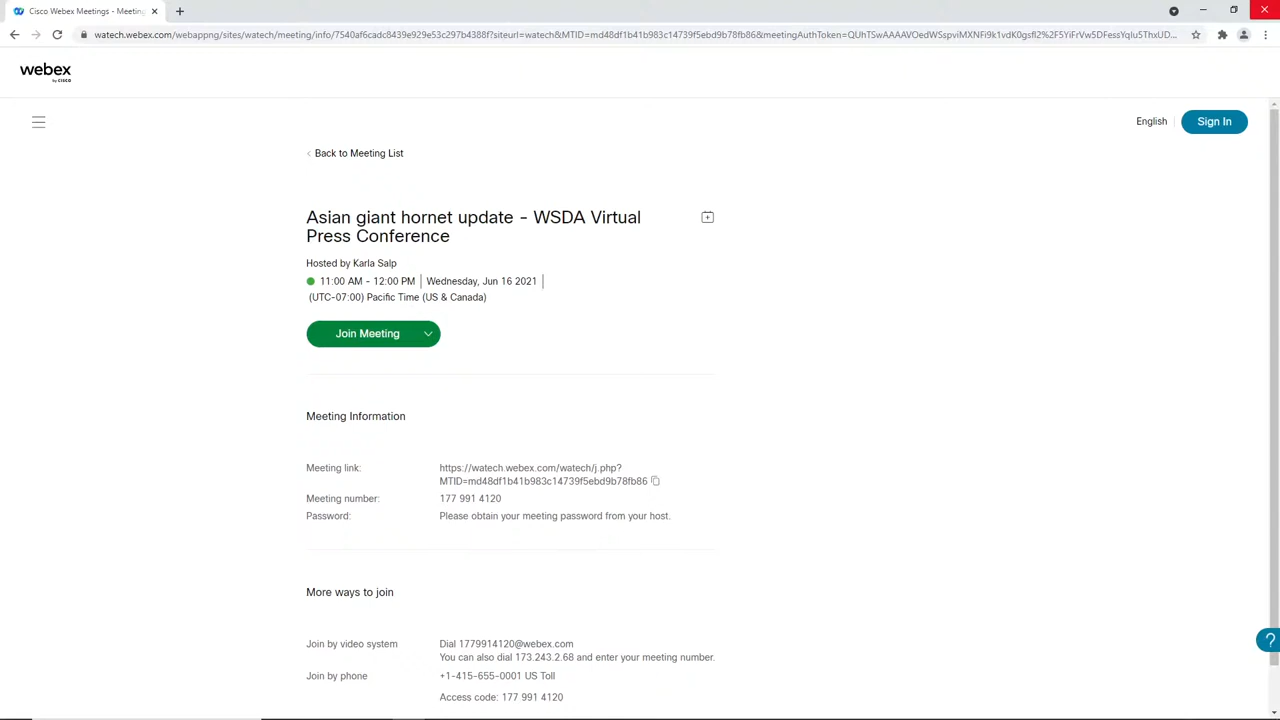 Cisco Webex Meetings - Meeting
watech.webex.com/webappng/sites/watech/meeting/info/7540af6cadc8439e929e53c297b4388f?siteurl=watech&MTID=md48df1b41b983c14739f5ebd9b78fb86&meetingAuthToken=QUhTSwAAAAVOedWSspviMXNFi9k1vdK0gsfl2%2F5YiFrVw5DFessYqlu5ThxUD...
webex
by CISCO
English
Sign In
Back to Meeting List
Asian giant hornet update - WSDA Virtual
Press Conference
Hosted by Karla Salp
11:00 AM - 12:00 PM | Wednesday, Jun 16 2021 |
(UTC-07:00) Pacific Time (US & Canada)
Join Meeting
Meeting Information
Meeting link: https://watech.webex.com/watech/j.php?
MTID=md48df1b41b983c14739f5ebd9b78fb86
Meeting number: 177 991 4120
Password: Please obtain your meeting password from your host.
More ways to join
Join by video system Dial 1779914120@webex.com
You can also dial 173.243.2.68 and enter your meeting number.
Join by phone +1-415-655-0001 US Toll
Access code: 177 991 4120
?